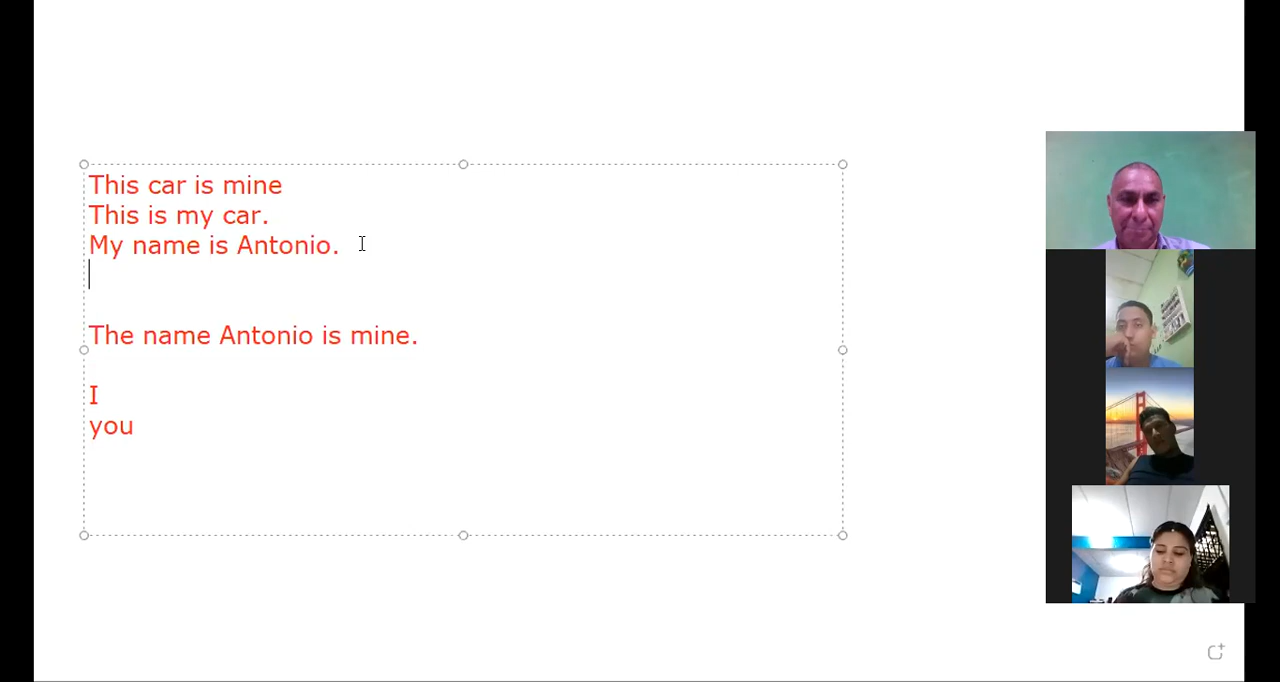 This car is mine
This is my car.
My name is Antonio.
The name Antonio is mine.
I
you